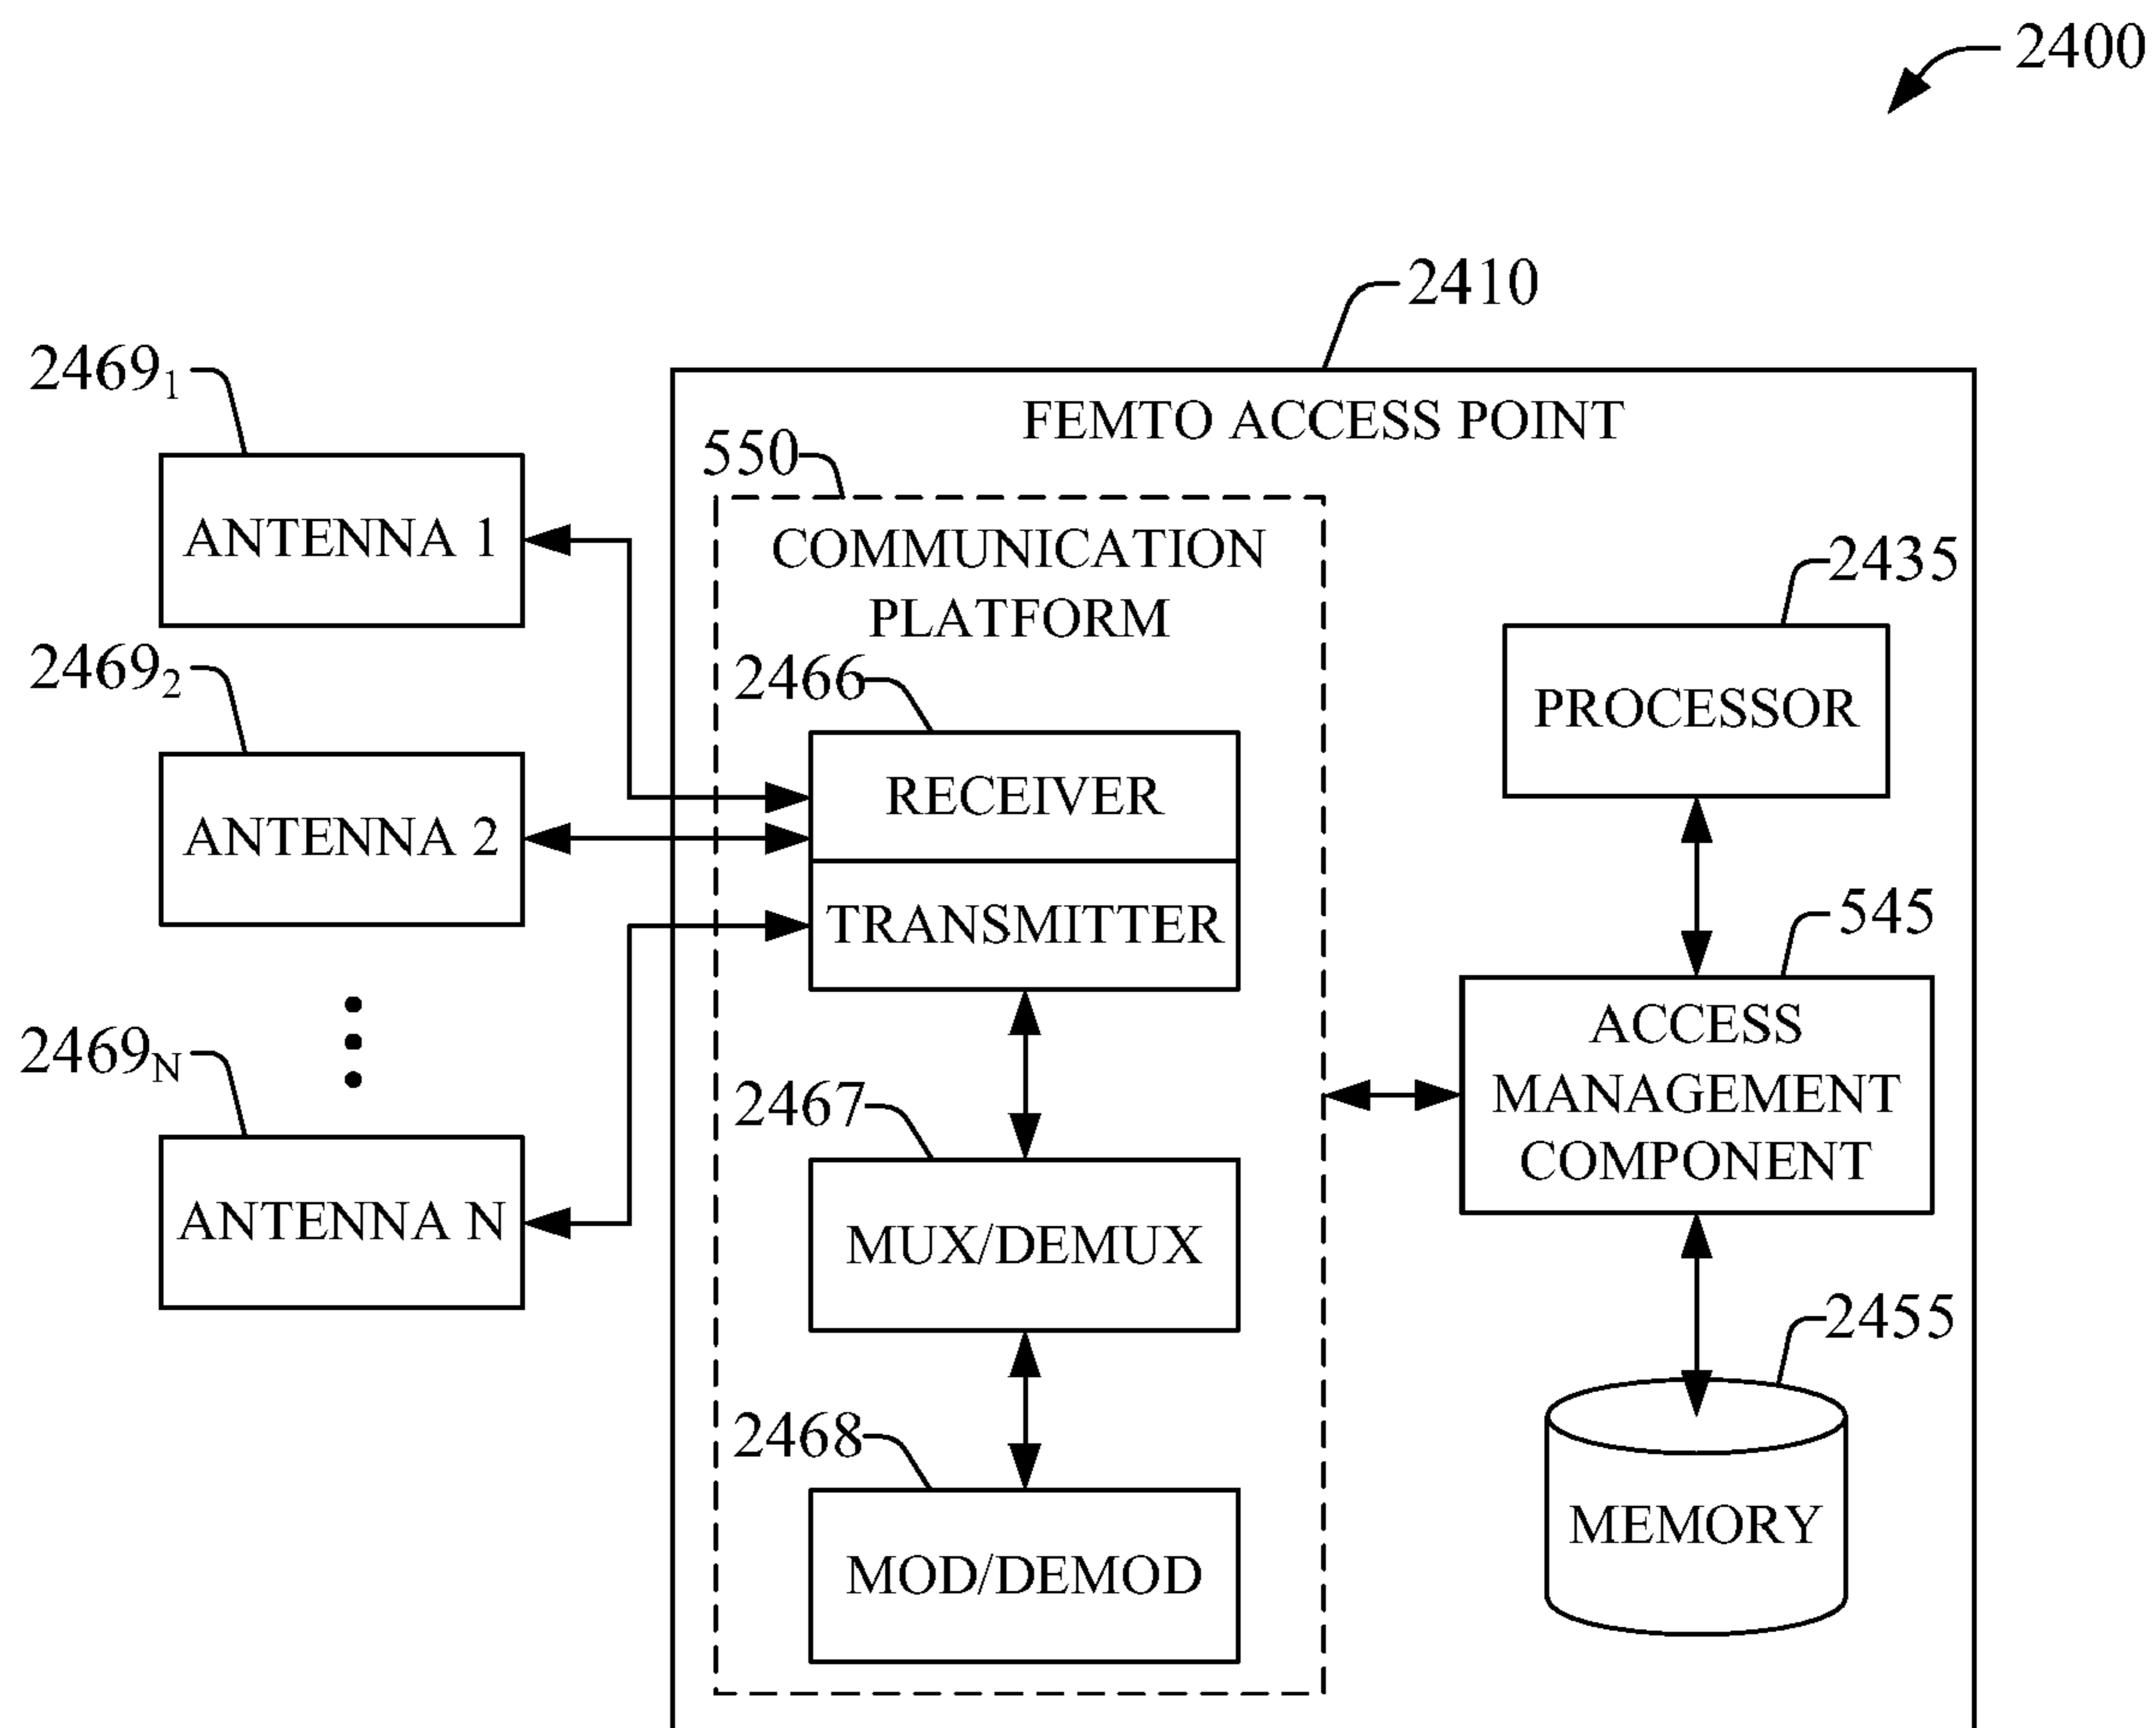 2400
2410
FEMTO ACCESS POINT
2469₁
ANTENNA 1
2469₂
ANTENNA 2
2469N
ANTENNA N
550
COMMUNICATION
PLATFORM
2466
RECEIVER
TRANSMITTER
2467
MUX/DEMUX
2468
MOD/DEMOD
2435
PROCESSOR
545
ACCESS
MANAGEMENT
COMPONENT
2455
MEMORY